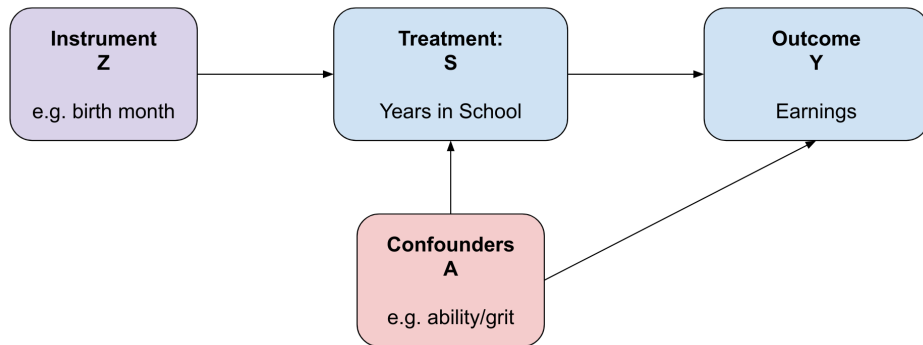 Instrument
Z
e.g. birth month
Treatment:
S
Years in School
Outcome
Y
Earnings
Confounders
A
e.g. ability/grit